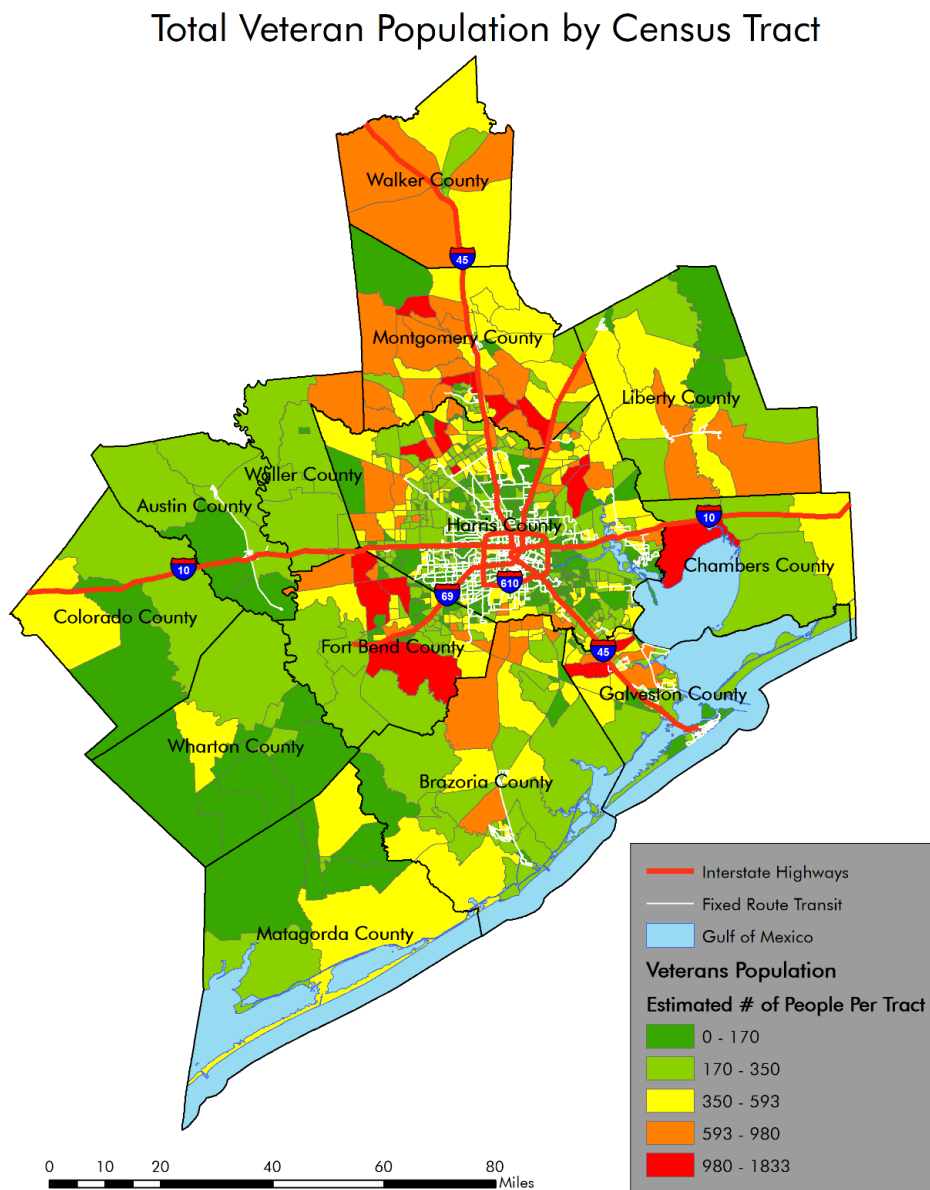 Total Veteran Population by Census Tract
Walker County
45
Montgomery County
Liberty County
Waller County
Austin County
Harris County
10
10
Chambers County
Colorado County
69
610
Fort Bend County
45
Galveston County
Wharton County
Brazoria County
Matagorda County
Interstate Highways
Fixed Route Transit
Gulf of Mexico
Veterans Population
Estimated # of People Per Tract
0 - 170
170 - 350
350 - 593
593 - 980
980 - 1833
0 10 20 40 60 80
Miles